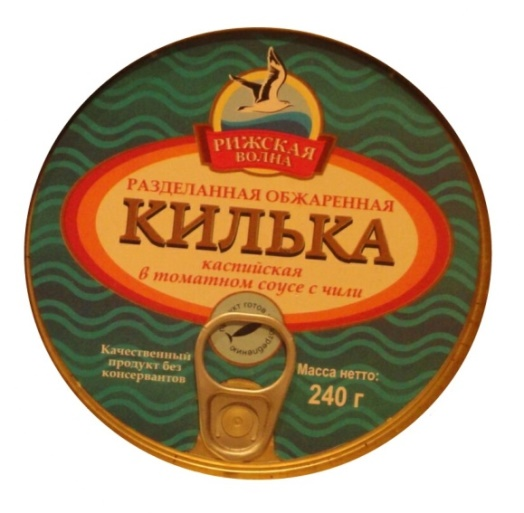 РИЖСКАЯ
ВОЛНА
РАЗДЕЛАННАЯ ОБЖАРЕННАЯ
КИЛЬКА
каспийская
в томатном соусе с чили
Качественный
продукт без
консервантов
Масса нетто:
240 г